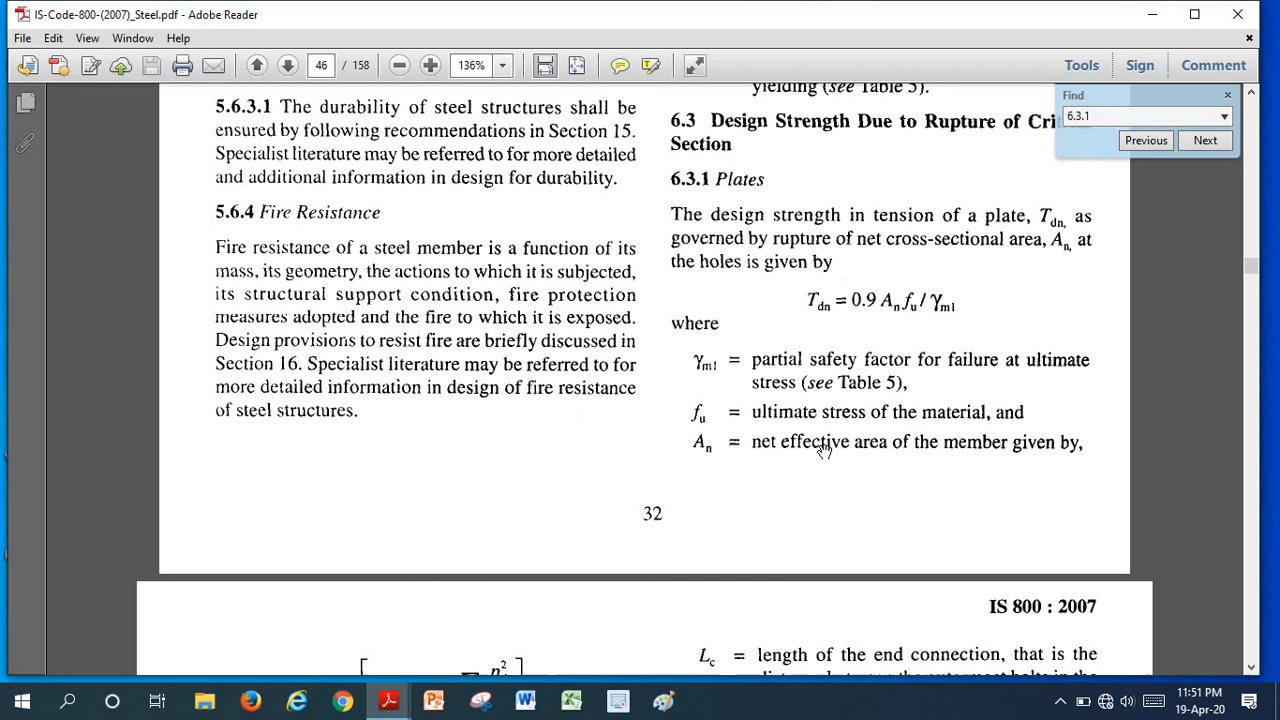 IS-Code-800-(2007)_Steel.pdf - Adobe Reader
File Edit View Window Help
46 / 158 136% Tools Sign Comment
Find
6.3.1
Previous Next
5.6.3.1 The durability of steel structures shall be
ensured by following recommendations in Section 15.
Specialist literature may be referred to for more detailed
and additional information in design for durability.
5.6.4 Fire Resistance
Fire resistance of a steel member is a function of its
mass, its geometry, the actions to which it is subjected,
its structural support condition, fire protection
measures adopted and the fire to which it is exposed.
Design provisions to resist fire are briefly discussed in
Section 16. Specialist literature may be referred to for
more detailed information in design of fire resistance
of steel structures.
yielding (see Table 5).
6.3 Design Strength Due to Rupture of
Section
6.3.1 Plates
The design strength in tension of a plate, Tdn, as
governed by rupture of net cross-sectional area, An, at
the holes is given by
Tdn = 0.9 An fu / γm1
where
γm1 = partial safety factor for failure at ultimate
stress (see Table 5),
fu = ultimate stress of the material, and
An = net effective area of the member given by,
32
IS 800 : 2007
Lc = length of the end connection, that is the
11:51 PM
19-Apr-20